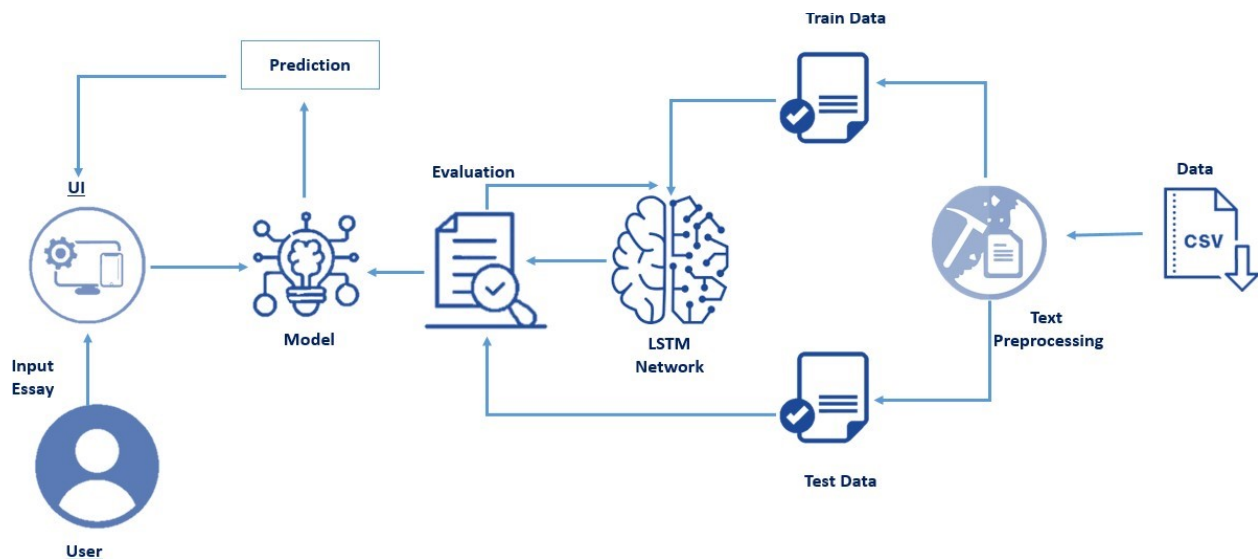 Train Data
Prediction
Evaluation
Data
UI
CSV
Model
LSTM
Network
Text
Preprocessing
Input
Essay
Test Data
User